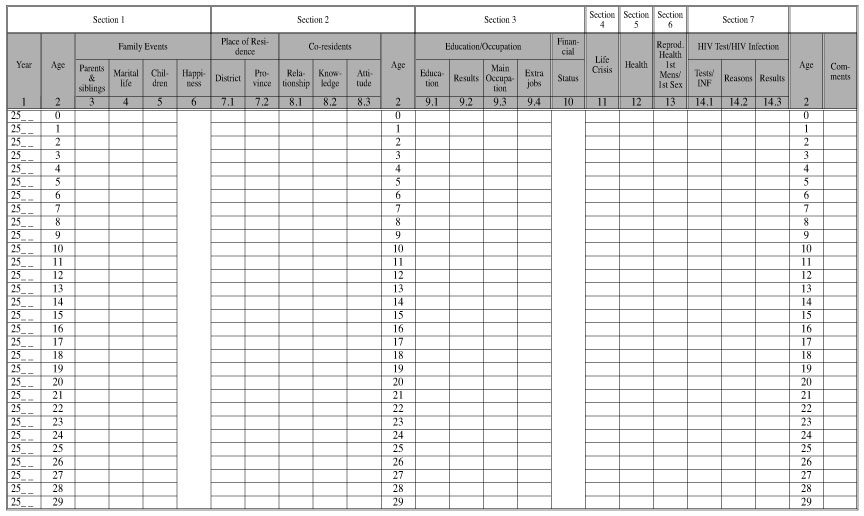 Section 1 Section 2 Section 3 Section 4 Section 5 Section 6 Section 7
Year Age Family Events Place of Resi-dence Co-residents Age Education/Occupation Finan-cial Life Crisis Health Reprod. Health 1st Mens/ 1st Sex HIV Test/HIV Infection Age Com-ments
Parents & siblings Marital life Chil-dren Happi-ness District Pro-vince Rela-tionship Know-ledge Atti-tude Educa-tion Results Main Occupa-tion Extra jobs Status Tests/ INF Reasons Results
1 2 3 4 5 6 7.1 7.2 8.1 8.2 8.3 2 9.1 9.2 9.3 9.4 10 11 12 13 14.1 14.2 14.3 2
25_ _ 0 0 0
25_ _ 1 1 1
25_ _ 2 2 2
25_ _ 3 3 3
25_ _ 4 4 4
25_ _ 5 5 5
25_ _ 6 6 6
25_ _ 7 7 7
25_ _ 8 8 8
25_ _ 9 9 9
25_ _ 10 10 10
25_ _ 11 11 11
25_ _ 12 12 12
25_ _ 13 13 13
25_ _ 14 14 14
25_ _ 15 15 15
25_ _ 16 16 16
25_ _ 17 17 17
25_ _ 18 18 18
25_ _ 19 19 19
25_ _ 20 20 20
25_ _ 21 21 21
25_ _ 22 22 22
25_ _ 23 23 23
25_ _ 24 24 24
25_ _ 25 25 25
25_ _ 26 26 26
25_ _ 27 27 27
25_ _ 28 28 28
25_ _ 29 29 29